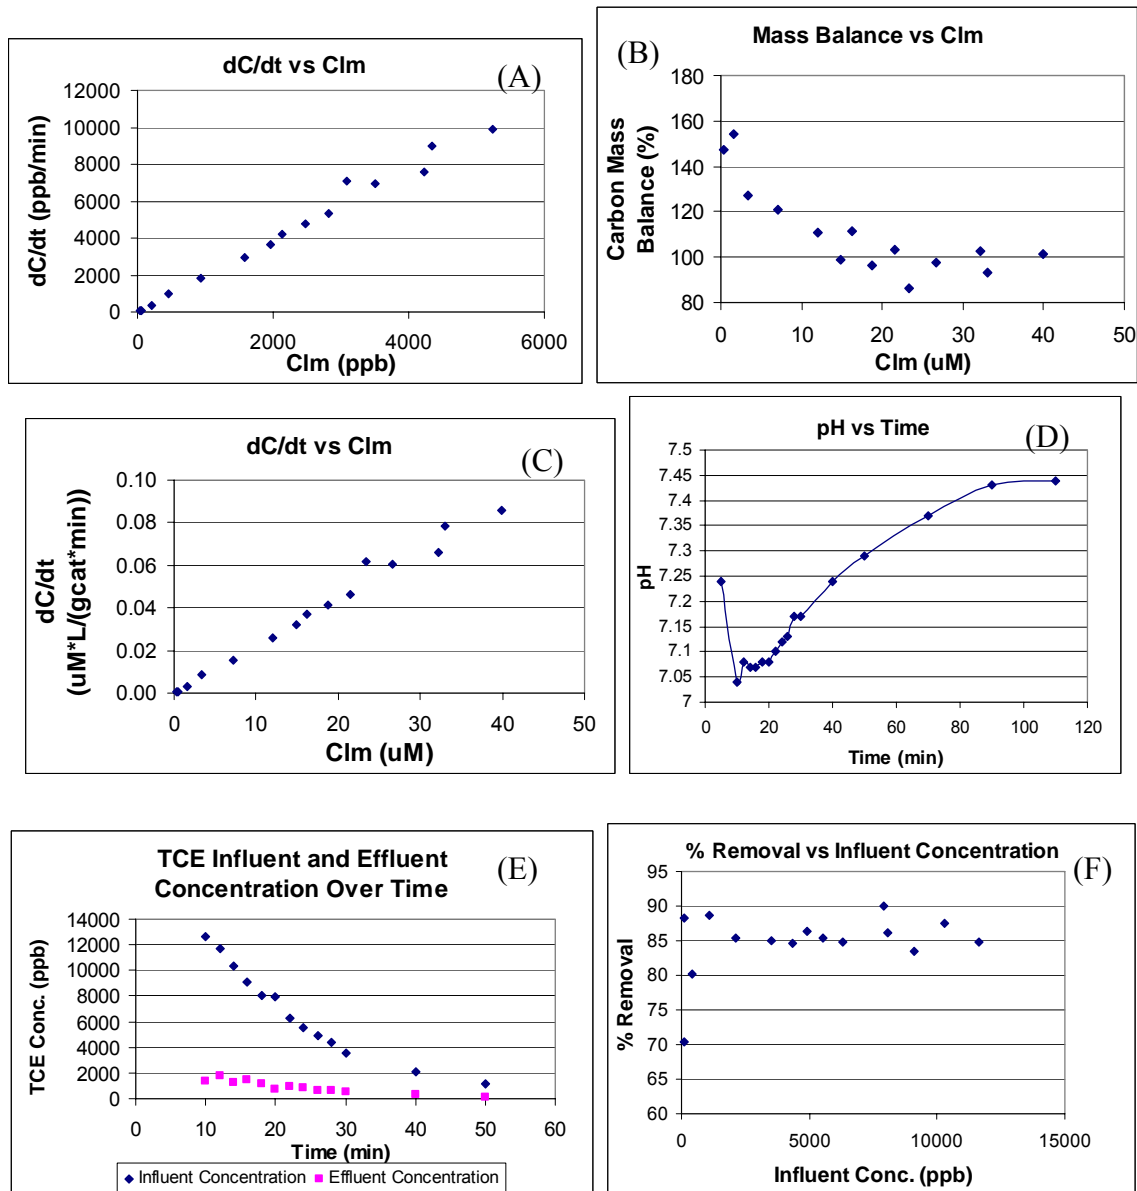 dC/dt vs Clm
(A)
12000
10000
8000
6000
4000
2000
0
dC/dt (ppb/min)
0 2000 4000 6000
Clm (ppb)
Mass Balance vs Clm
(B)
180
160
140
120
100
80
Carbon Mass
Balance (%)
0 10 20 30 40 50
Clm (uM)
dC/dt vs Clm
(C)
0.10
0.08
0.06
0.04
0.02
0.00
dC/dt
(uM*L/(gcat*min))
0 10 20 30 40 50
Clm (uM)
pH vs Time
(D)
7.5
7.45
7.4
7.35
7.3
7.25
7.2
7.15
7.1
7.05
7
pH
0 20 40 60 80 100 120
Time (min)
TCE Influent and Effluent
Concentration Over Time
(E)
14000
12000
10000
8000
6000
4000
2000
0
TCE Conc. (ppb)
0 10 20 30 40 50 60
Time (min)
Influent Concentration Effluent Concentration
% Removal vs Influent Concentration
(F)
95
90
85
80
75
70
65
60
% Removal
0 5000 10000 15000
Influent Conc. (ppb)